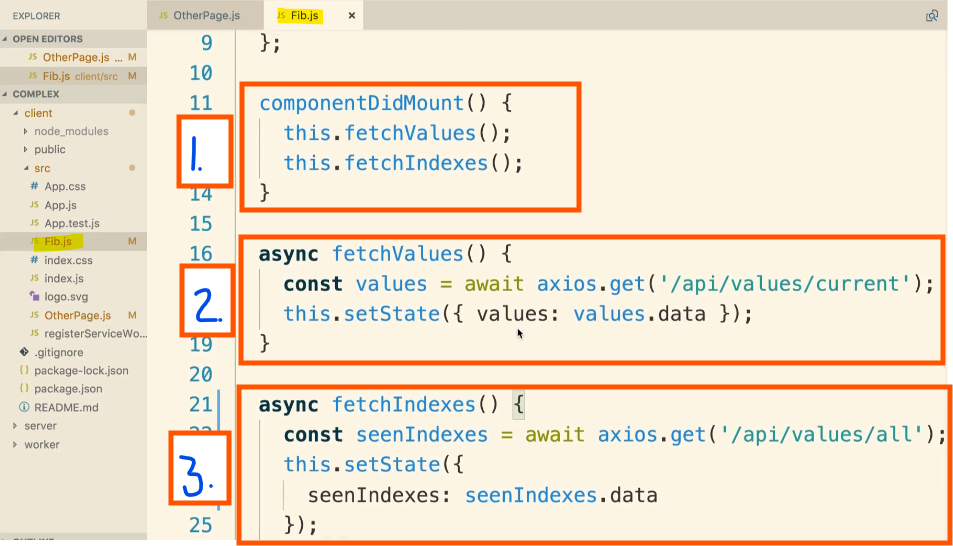 EXPLORER
OPEN EDITORS
JS OtherPage.js ... M
JS Fib.js client/src M
COMPLEX
client
node_modules
public
src
# App.css
JS App.js
JS App.test.js
JS Fib.js M
# index.css
JS index.js
logo.svg
JS OtherPage.js M
JS registerServiceWo...
.gitignore
{} package-lock.json
{} package.json
README.md
server
worker
JS OtherPage.js
JS Fib.js ×
9 };
10
11 componentDidMount() {
this.fetchValues();
1. this.fetchIndexes();
14 }
15
16 async fetchValues() {
const values = await axios.get('/api/values/current');
2. this.setState({ values: values.data });
19 }
20
21 async fetchIndexes() {
const seenIndexes = await axios.get('/api/values/all');
3. this.setState({
seenIndexes: seenIndexes.data
25 });